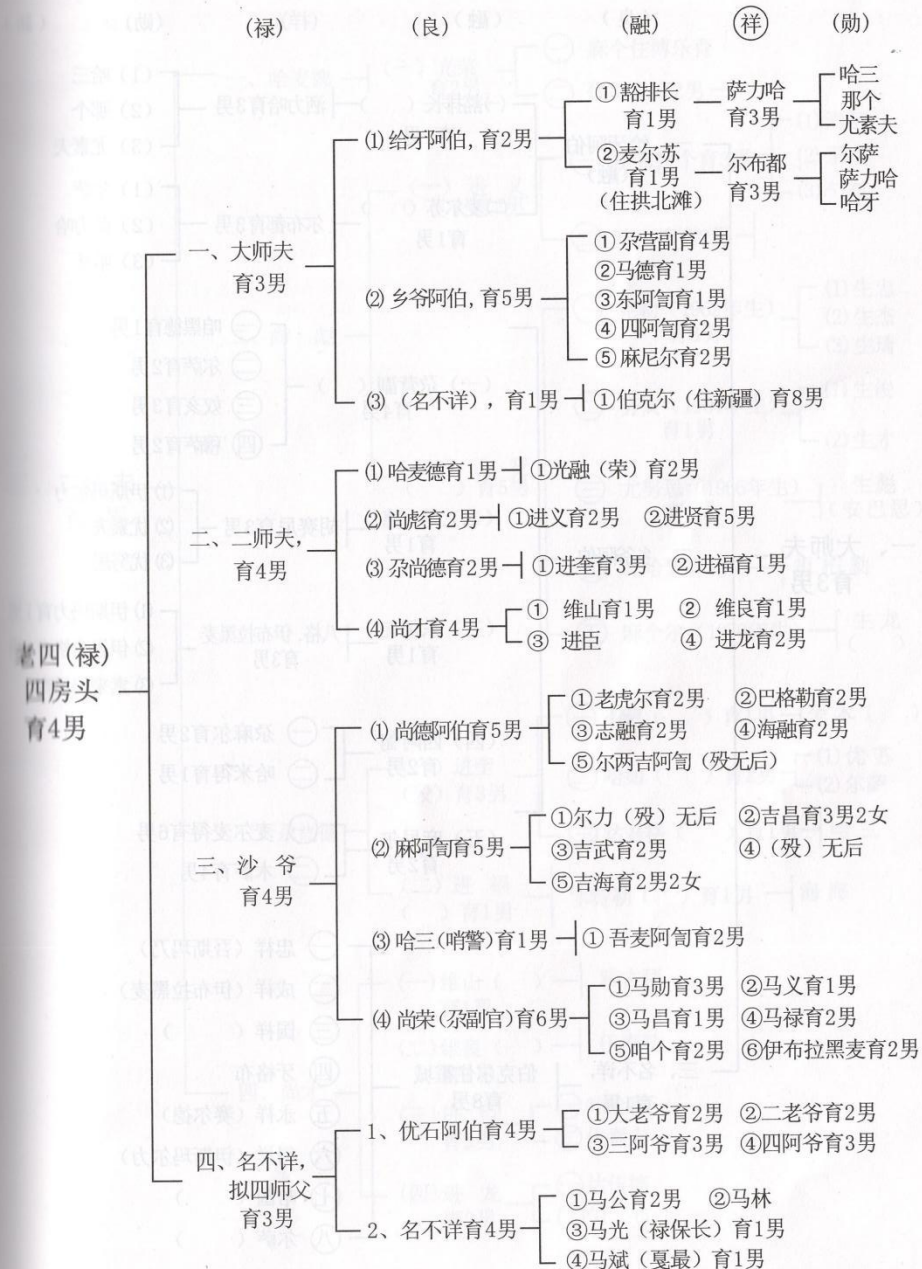 (禄) (良) (融) 祥 (勋)
老四(禄)
四房头
育4男
一、大师夫
育3男
⑴ 给牙阿伯, 育2男
① 豁排长
育1男
萨力哈
育3男
哈三
那个
尤素夫
②麦尔苏
育1男
(住拱北滩)
尔布都
育3男
尔萨
萨力哈
哈牙
⑵ 乡爷阿伯, 育5男
① 尕营副育4男
②马德育1男
③东阿訇育1男
④ 四阿訇育2男
⑤ 麻尼尔育2男
⑶ (名不详), 育1男
①伯克尔 (住新疆) 育8男
二、二师夫,
育4男
⑴ 哈麦德育1男
①光融 (荣) 育2男
⑵ 尚彪育2男
①进义育2男 ②进贤育5男
⑶ 尕尚德育2男
①进奎育3男 ②进福育1男
⑷ 尚才育4男
① 维山育1男 ② 维良育1男
③ 进臣 ④ 进龙育2男
三、沙 爷
育4男
⑴ 尚德阿伯育5男
①老虎尔育2男 ②巴格勒育2男
③志融育2男 ④海融育2男
⑤尔两吉阿訇 (殁无后)
⑵ 麻阿訇育5男
①尔力 (殁) 无后 ②吉昌育3男2女
③吉武育2男 ④ (殁) 无后
⑤吉海育2男2女
⑶ 哈三(哨警)育1男
① 吾麦阿訇育2男
⑷ 尚荣(尕副官)育6男
①马勋育3男 ②马义育1男
③马昌育1男 ④马禄育2男
⑤咱个育2男 ⑥伊布拉黑麦育2男
四、名不详,
拟四师父
育3男
1、优石阿伯育4男
①大老爷育2男 ②二老爷育2男
③三阿爷育3男 ④四阿爷育3男
2、名不详育4男
①马公育2男 ②马林
③马光 (禄保长) 育1男
④马斌 (戛最) 育1男